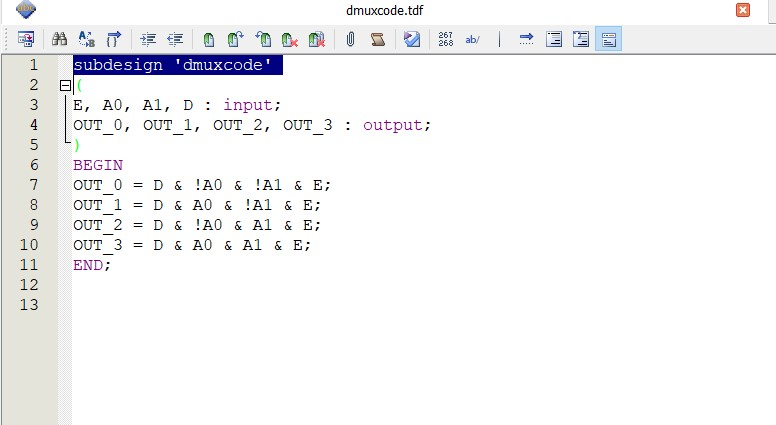 dmuxcode.tdf
267
268
ab/
1 subdesign 'dmuxcode'
2 (
3 E, A0, A1, D : input;
4 OUT_0, OUT_1, OUT_2, OUT_3 : output;
5 )
6 BEGIN
7 OUT_0 = D & !A0 & !A1 & E;
8 OUT_1 = D & A0 & !A1 & E;
9 OUT_2 = D & !A0 & A1 & E;
10 OUT_3 = D & A0 & A1 & E;
11 END;
12
13